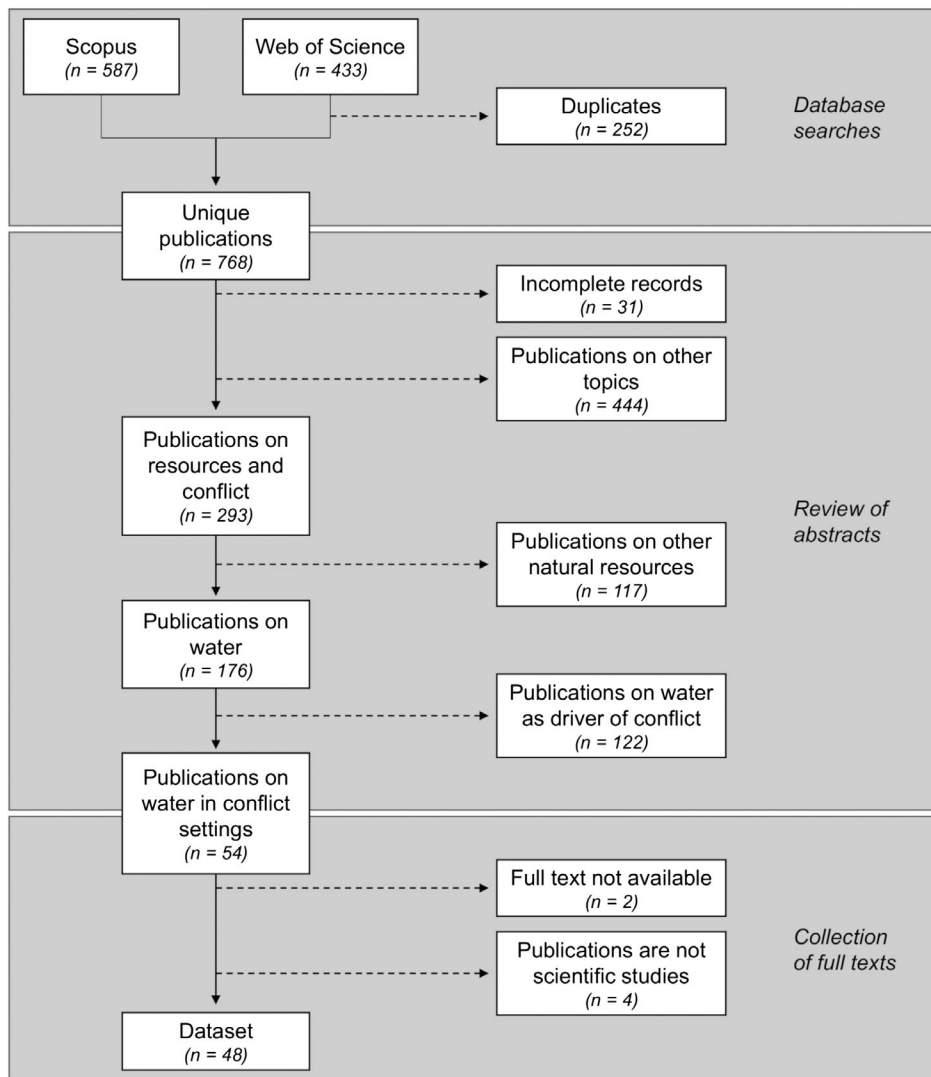 Scopus
(n = 587)
Web of Science
(n = 433)
Duplicates
(n = 252)
Database
searches
Unique
publications
(n = 768)
Incomplete records
(n = 31)
Publications on other
topics
(n = 444)
Publications on
resources and
conflict
(n = 293)
Review of
abstracts
Publications on other
natural resources
(n = 117)
Publications on
water
(n = 176)
Publications on water
as driver of conflict
(n = 122)
Publications on
water in conflict
settings
(n = 54)
Full text not available
(n = 2)
Collection
of full texts
Publications are not
scientific studies
(n = 4)
Dataset
(n = 48)